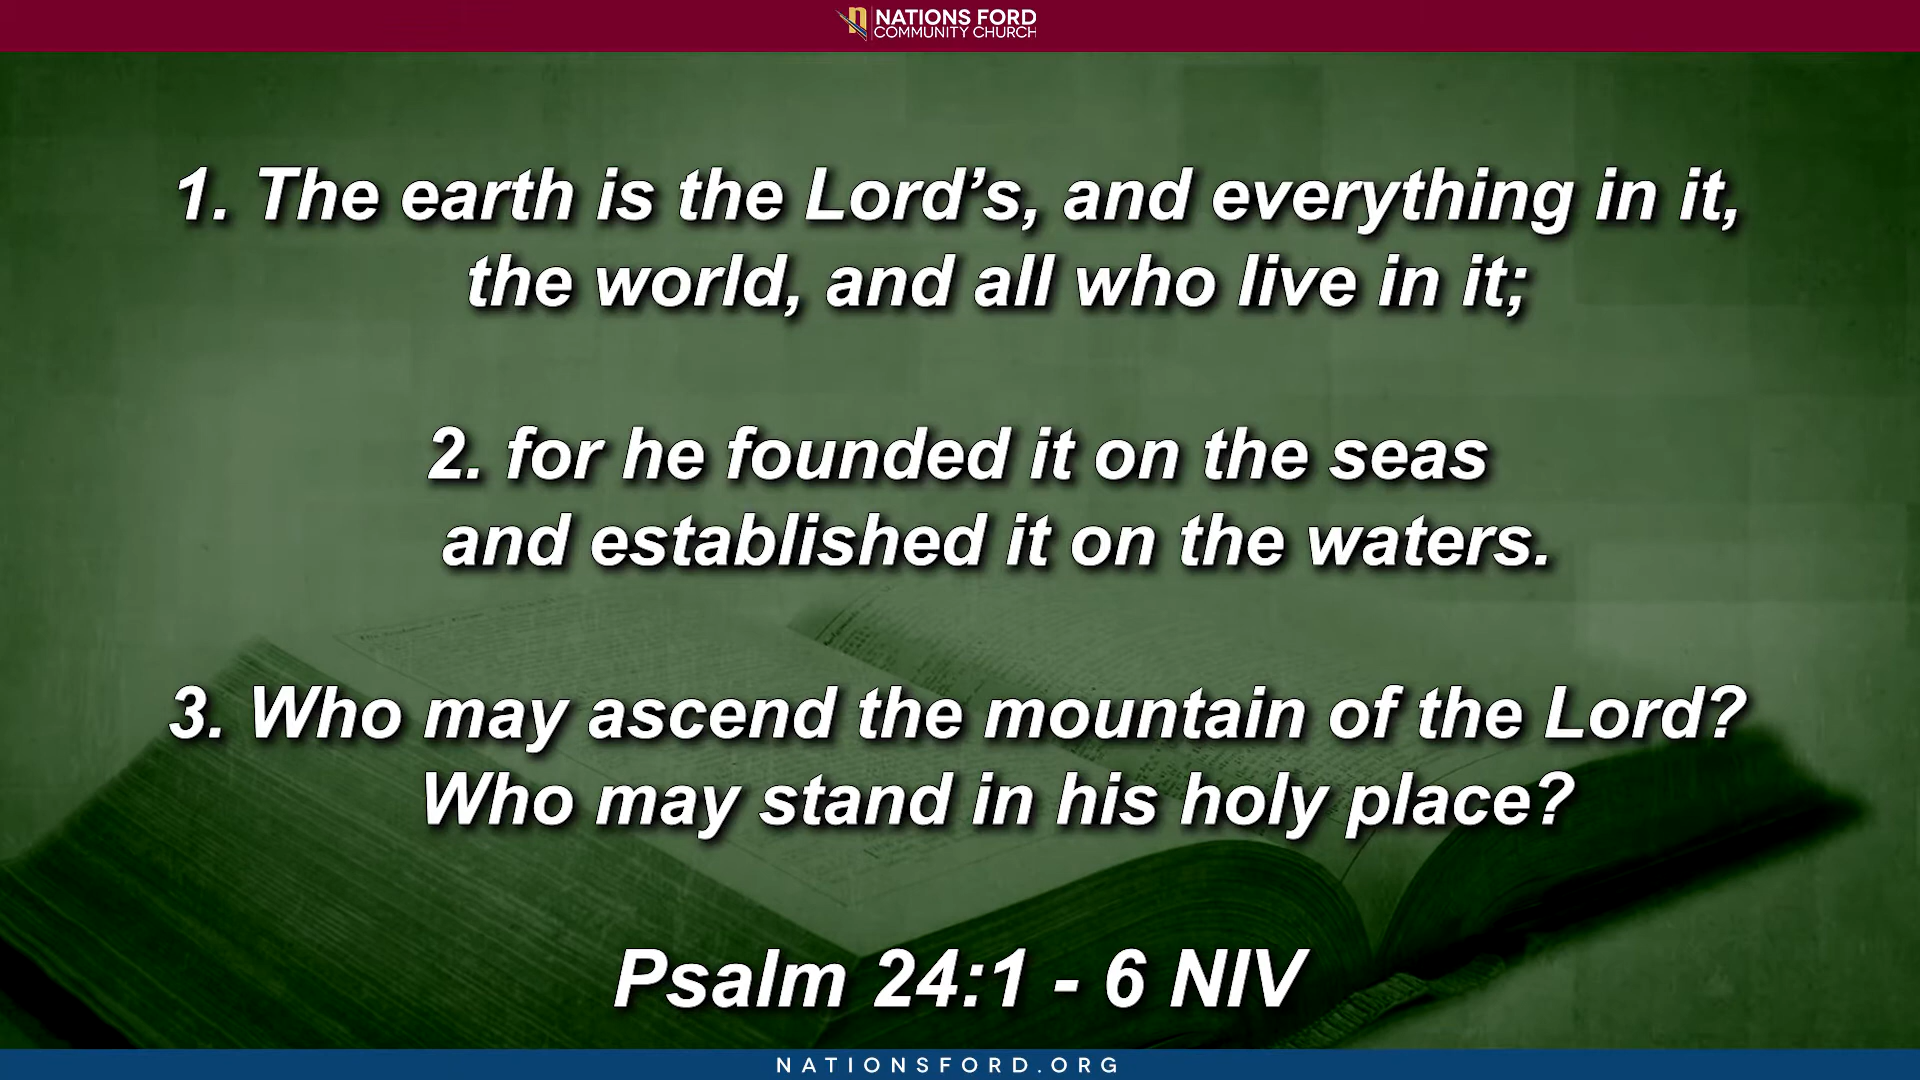 NATIONS FORD
COMMUNITY CHURCH
1. The earth is the Lord’s, and everything in it,
the world, and all who live in it;
2. for he founded it on the seas
and established it on the waters.
3. Who may ascend the mountain of the Lord?
Who may stand in his holy place?
Psalm 24:1 - 6 NIV
NATIONSFORD.ORG